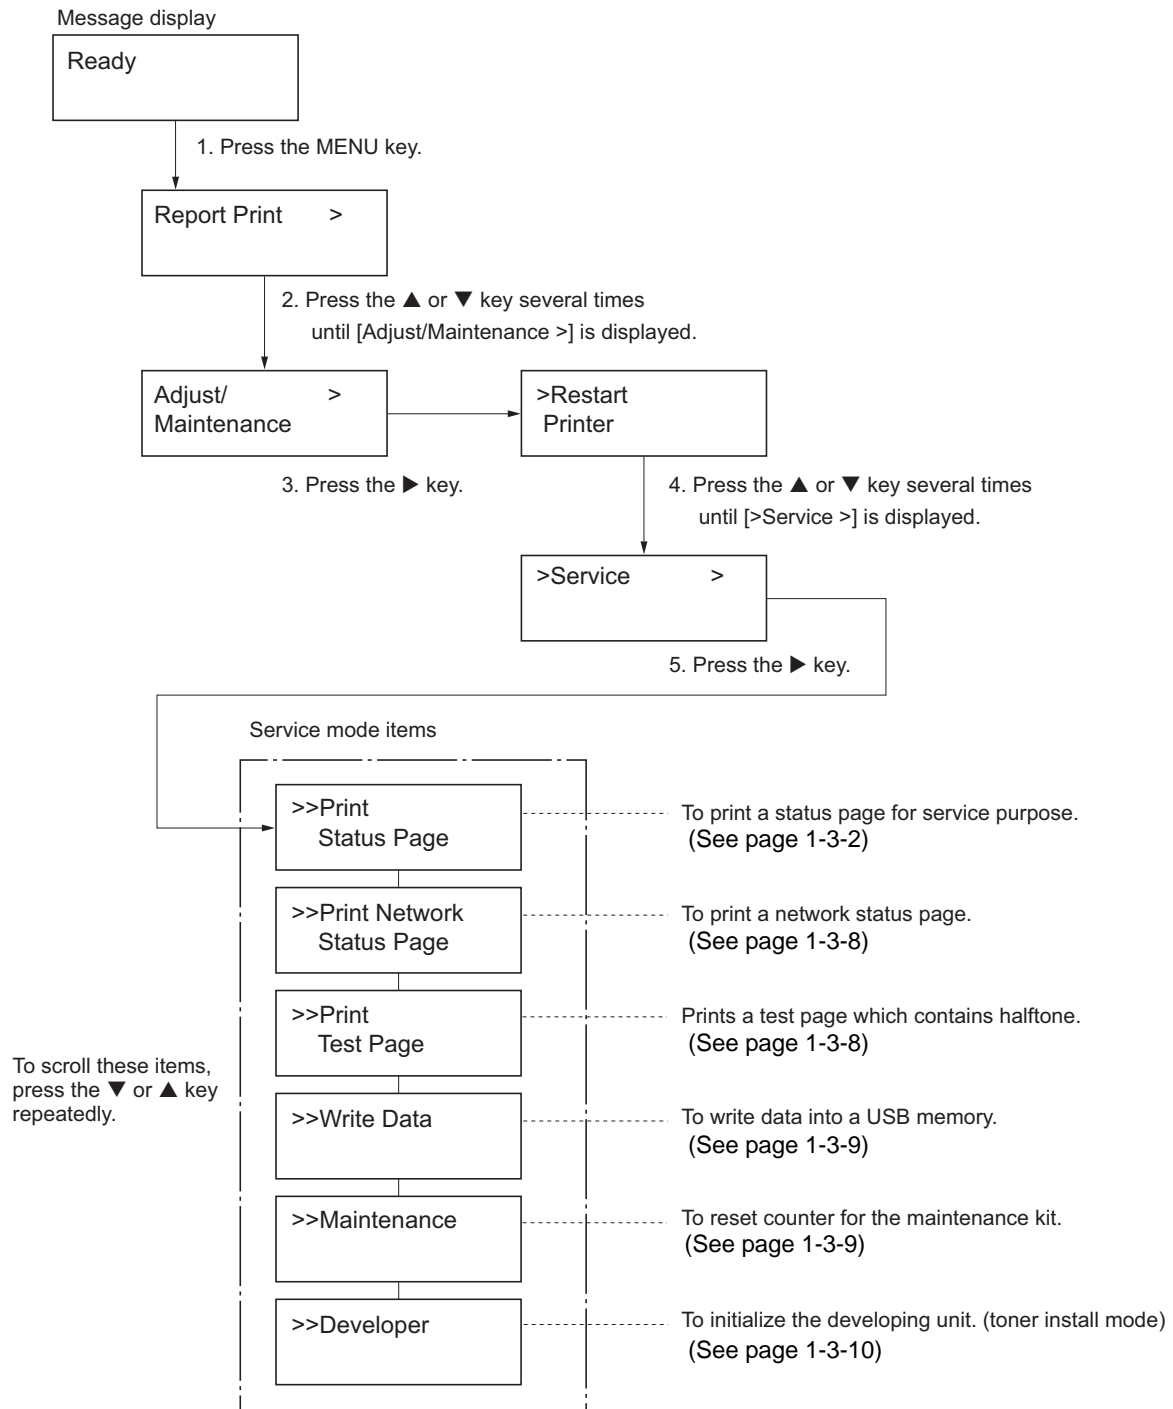 Message display
Ready
1. Press the MENU key.
Report Print >
2. Press the ▲ or ▼ key several times
until [Adjust/Maintenance >] is displayed.
Adjust/ >
Maintenance
>Restart
Printer
3. Press the ▶ key.
4. Press the ▲ or ▼ key several times
until [>Service >] is displayed.
>Service >
5. Press the ▶ key.
Service mode items
>>Print
Status Page
To print a status page for service purpose.
(See page 1-3-2)
>>Print Network
Status Page
To print a network status page.
(See page 1-3-8)
>>Print
Test Page
Prints a test page which contains halftone.
(See page 1-3-8)
To scroll these items,
press the ▼ or ▲ key
repeatedly.
>>Write Data
To write data into a USB memory.
(See page 1-3-9)
>>Maintenance
To reset counter for the maintenance kit.
(See page 1-3-9)
>>Developer
To initialize the developing unit. (toner install mode)
(See page 1-3-10)